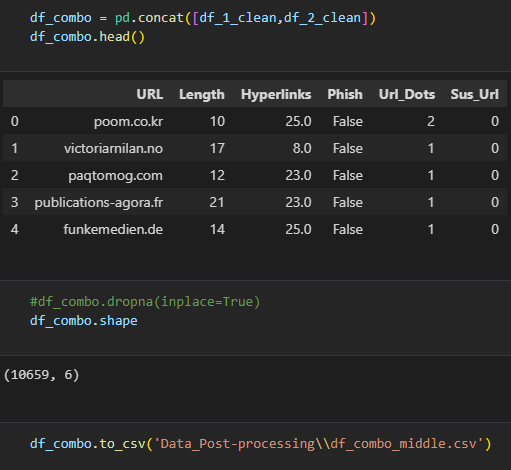 df_combo = pd.concat([df_1_clean,df_2_clean])
df_combo.head()
URL Length Hyperlinks Phish Url_Dots Sus_Url
0 poom.co.kr 10 25.0 False 2 0
1 victoriarnilan.no 17 8.0 False 1 0
2 paqtomog.com 12 23.0 False 1 0
3 publications-agora.fr 21 23.0 False 1 0
4 funkemedien.de 14 25.0 False 1 0
#df_combo.dropna(inplace=True)
df_combo.shape
(10659, 6)
df_combo.to_csv('Data_Post-processing\\df_combo_middle.csv')